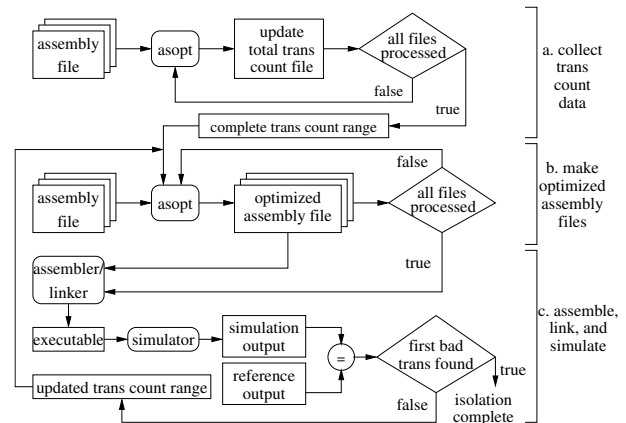 assembly
file
asopt
update
total trans
count file
all files
processed
false
true
a. collect
trans
count
data
complete trans count range
false
b. make
optimized
assembly
files
assembly
file
asopt
optimized
assembly file
all files
processed
true
assembler/
linker
c. assemble,
link, and
simulate
executable
simulator
simulation
output
=
first bad
trans found
true
updated trans count range
reference
output
false
isolation
complete